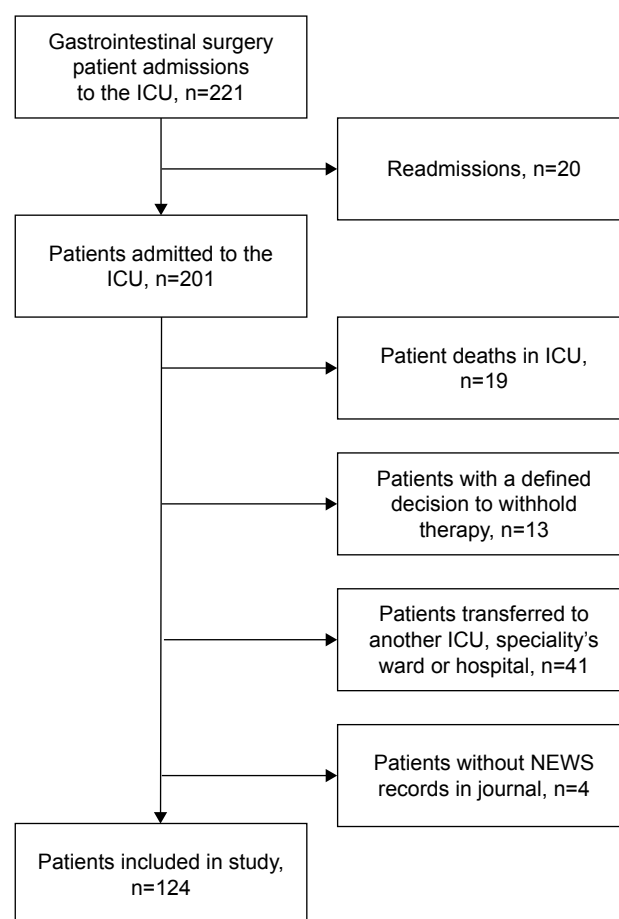 Gastrointestinal surgery
patient admissions
to the ICU, n=221
Readmissions, n=20
Patients admitted to the
ICU, n=201
Patient deaths in ICU,
n=19
Patients with a defined
decision to withhold
therapy, n=13
Patients transferred to
another ICU, speciality’s
ward or hospital, n=41
Patients without NEWS
records in journal, n=4
Patients included in study,
n=124